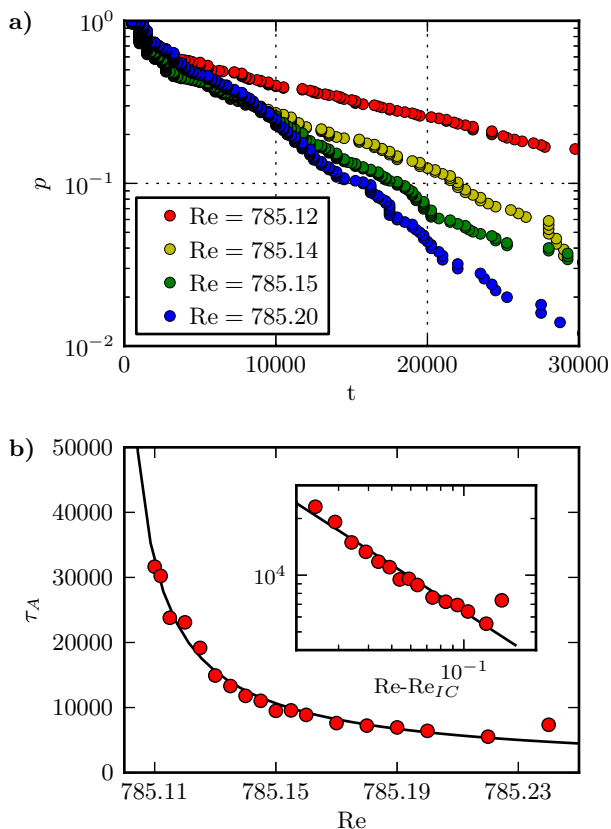 a)
10^0
10^{-1}
10^{-2}
p
Re = 785.12
Re = 785.14
Re = 785.15
Re = 785.20
0 10000 20000 30000
t
b)
50000
40000
30000
20000
10000
0
τ_A
10^4
10^{-1}
Re-Re_{IC}
785.11 785.15 785.19 785.23
Re